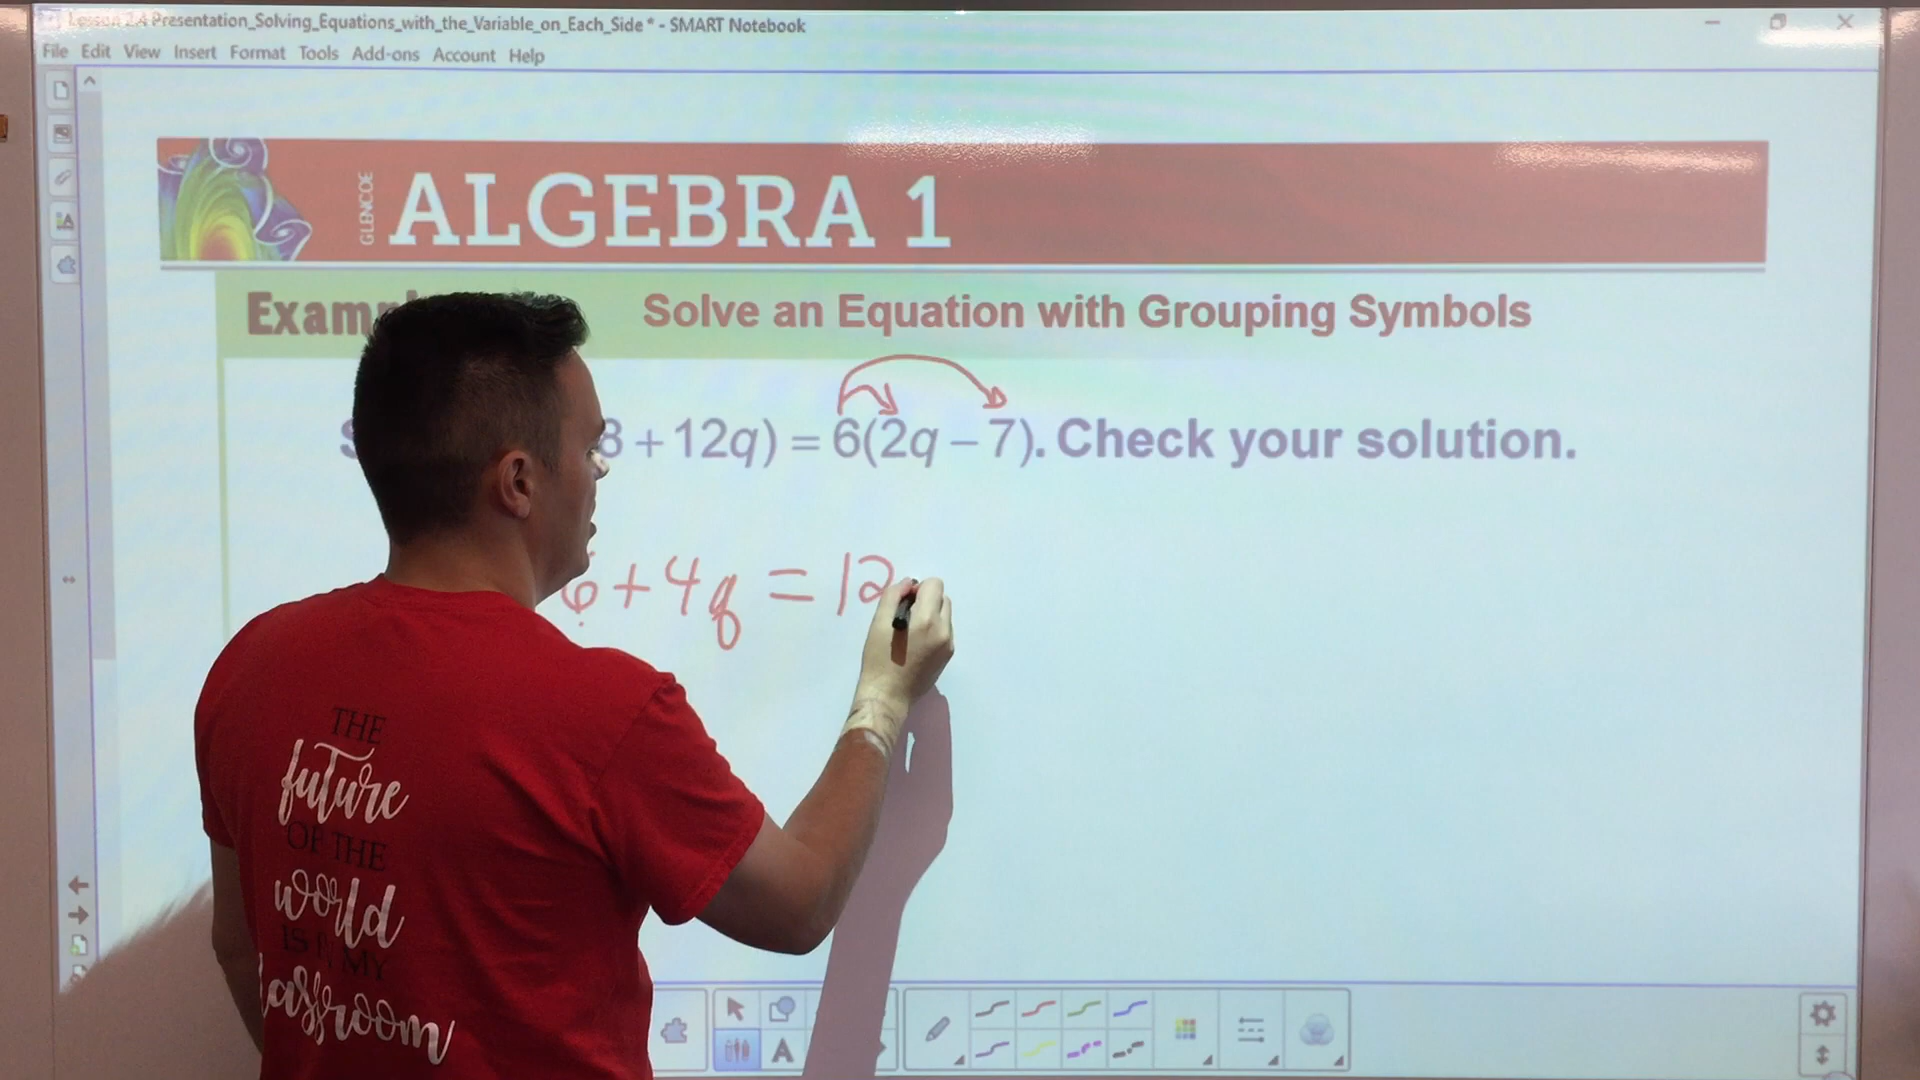 Lesson 2.4 Presentation_Solving_Equations_with_the_Variable_on_Each_Side * - SMART Notebook
File Edit View Insert Format Tools Add-ons Account Help
GLENCOE ALGEBRA 1
Solve an Equation with Grouping Symbols
8 + 12q) = 6(2q – 7). Check your solution.
6 + 4q = 12
THE
future
OF THE
world
IS IN MY
classroom
A